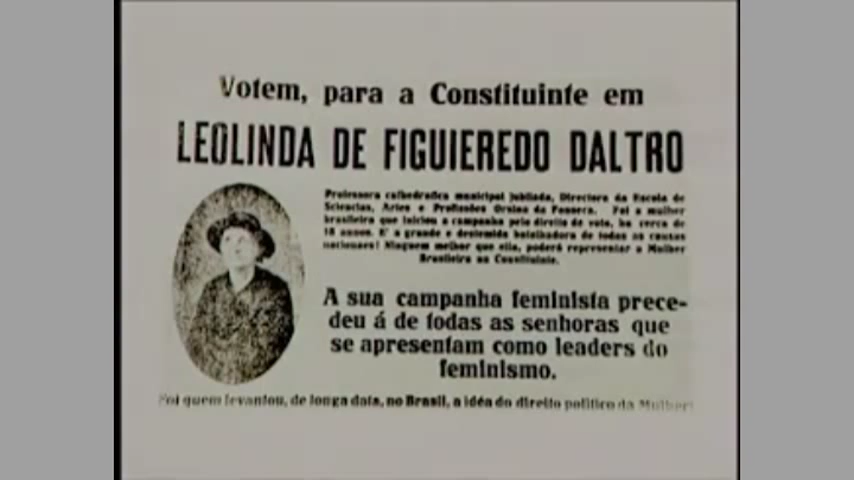 Votem, para a Constituinte em
LEOLINDA DE FIGUIEREDO DALTRO
Professora cathedratica municipal jubilada, Directora da Escola de
Sciencias, Artes e Profissões Orsina da Fonseca. Foi a mulher
brasileira que iniciou a campanha pelo direito de voto, ha cerca de
18 annos. E' a grande e destemida batalhadora de todas as causas
nacionaes! Ninguem melhor que ella, poderá representar a Mulher
Brasileira na Constituinte.
A sua campanha feminista prece-
deu á de todas as senhoras que
se apresentam como leaders do
feminismo.
Foi quem levantou, de longa data, no Brasil, a idéa do direito politico da Mulher!